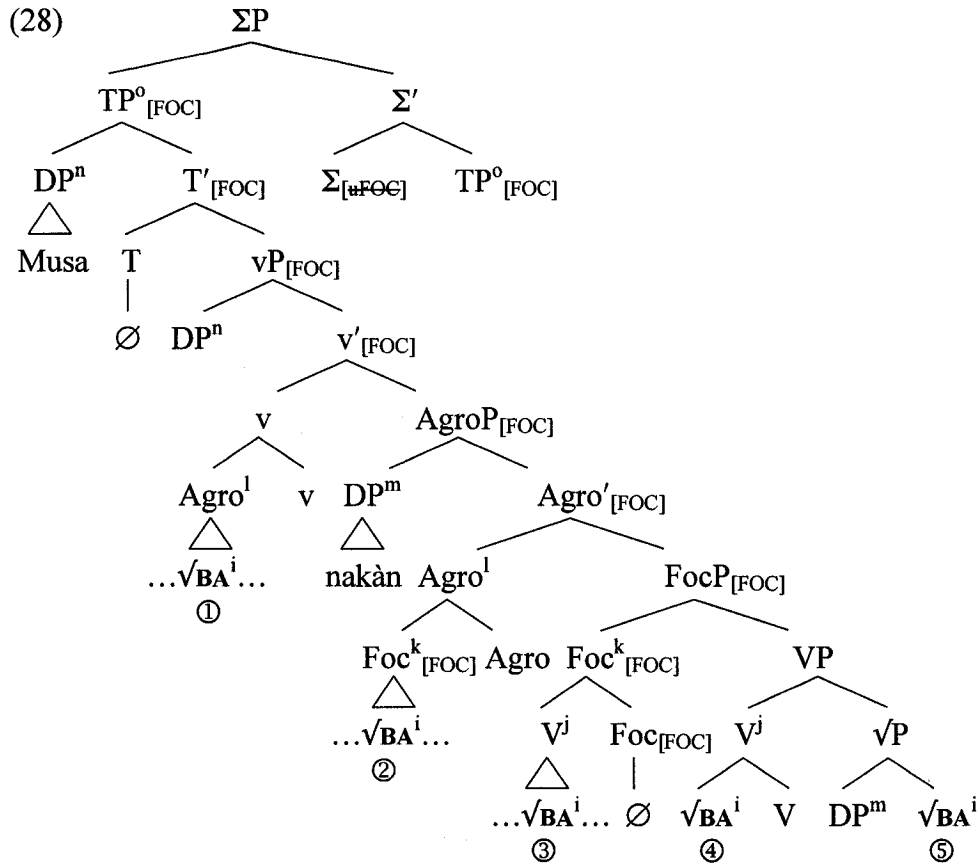 (28) ΣP
TPᵒ[FOC] Σ′
DPⁿ T′[FOC] Σ[uFOC] TPᵒ[FOC]
Musa T vP[FOC]
∅ DPⁿ v′[FOC]
v AgroP[FOC]
Agroˡ v DPᵐ Agro′[FOC]
…√BAⁱ… nakàn Agroˡ FocP[FOC]
①
Focᵏ[FOC] Agro Focᵏ[FOC] VP
…√BAⁱ… Vʲ Foc[FOC] Vʲ √P
②
…√BAⁱ… ∅ √BAⁱ V DPᵐ √BAⁱ
③ ④ ⑤